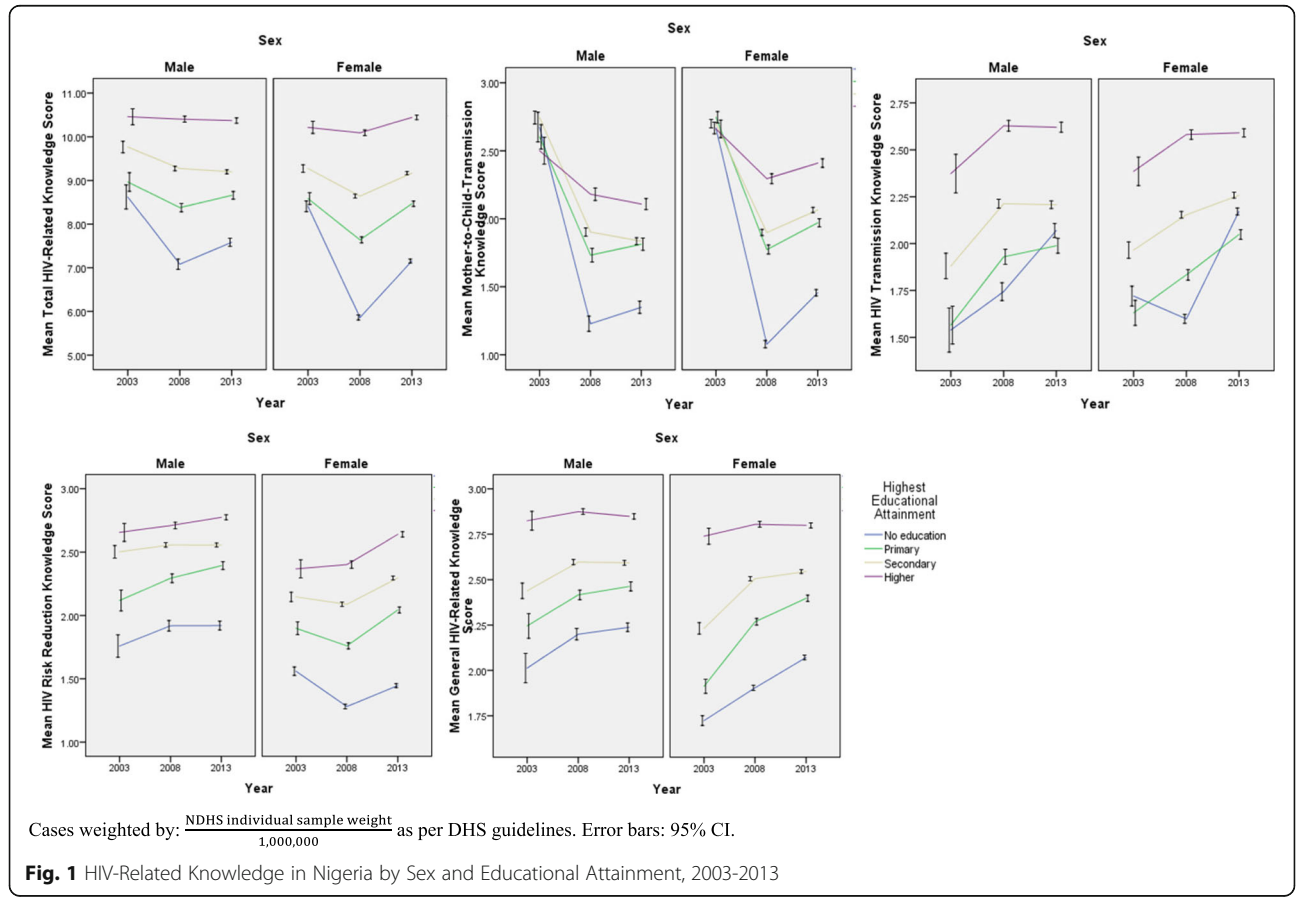 Sex
Male Female
Mean Total HIV-Related Knowledge Score
11.00
10.00
9.00
8.00
7.00
6.00
5.00
2003 2008 2013 2003 2008 2013
Year
Sex
Male Female
Mean Mother-to-Child-Transmission
Knowledge Score
3.00
2.50
2.00
1.50
1.00
2003 2008 2013 2003 2008 2013
Year
Sex
Male Female
Mean HIV Transmission Knowledge Score
2.75
2.50
2.25
2.00
1.75
1.50
2003 2008 2013 2003 2008 2013
Year
Sex
Male Female
Mean HIV Risk Reduction Knowledge Score
3.00
2.50
2.00
1.50
1.00
2003 2008 2013 2003 2008 2013
Year
Sex
Male Female
Mean General HIV-Related Knowledge
Score
3.00
2.75
2.50
2.25
2.00
1.75
2003 2008 2013 2003 2008 2013
Year
Highest
Educational
Attainment
No education
Primary
Secondary
Higher
Cases weighted by: NDHS individual sample weight / 1,000,000 as per DHS guidelines. Error bars: 95% CI.
Fig. 1 HIV-Related Knowledge in Nigeria by Sex and Educational Attainment, 2003-2013